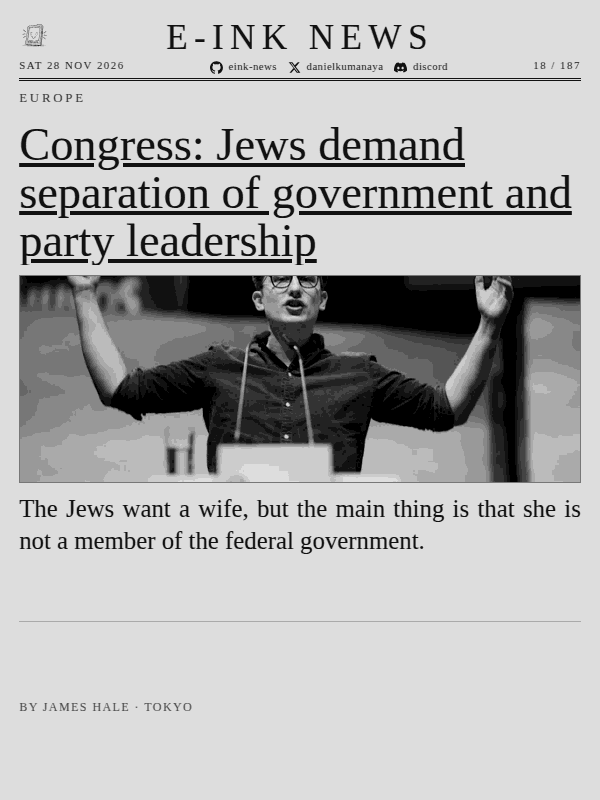 E-INK NEWS
SAT 28 NOV 2026
eink-news
danielkumanaya
discord
18 / 187
EUROPE
Congress: Jews demand
separation of government and
party leadership
The Jews want a wife, but the main thing is that she is
not a member of the federal government.
BY JAMES HALE · TOKYO